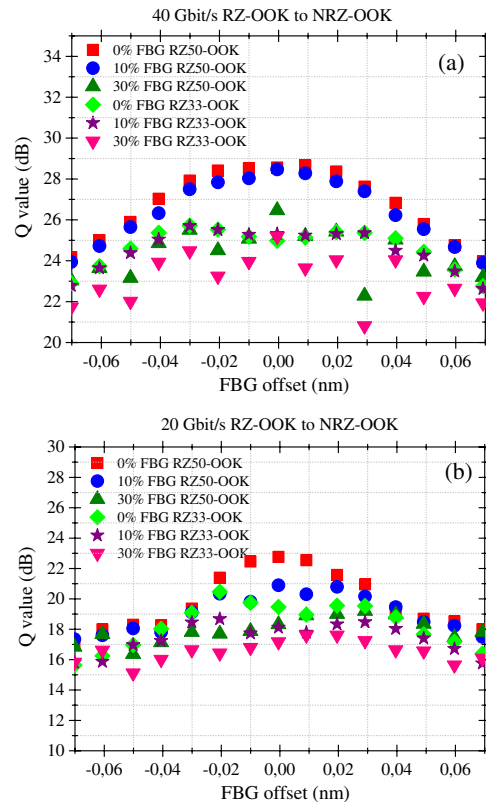 40 Gbit/s RZ-OOK to NRZ-OOK
(a)
0% FBG RZ50-OOK
10% FBG RZ50-OOK
30% FBG RZ50-OOK
0% FBG RZ33-OOK
10% FBG RZ33-OOK
30% FBG RZ33-OOK
Q value (dB)
34
32
30
28
26
24
22
20
-0,06 -0,04 -0,02 0,00 0,02 0,04 0,06
FBG offset (nm)
20 Gbit/s RZ-OOK to NRZ-OOK
(b)
0% FBG RZ50-OOK
10% FBG RZ50-OOK
30% FBG RZ50-OOK
0% FBG RZ33-OOK
10% FBG RZ33-OOK
30% FBG RZ33-OOK
Q value (dB)
30
28
26
24
22
20
18
16
14
12
10
-0,06 -0,04 -0,02 0,00 0,02 0,04 0,06
FBG offset (nm)